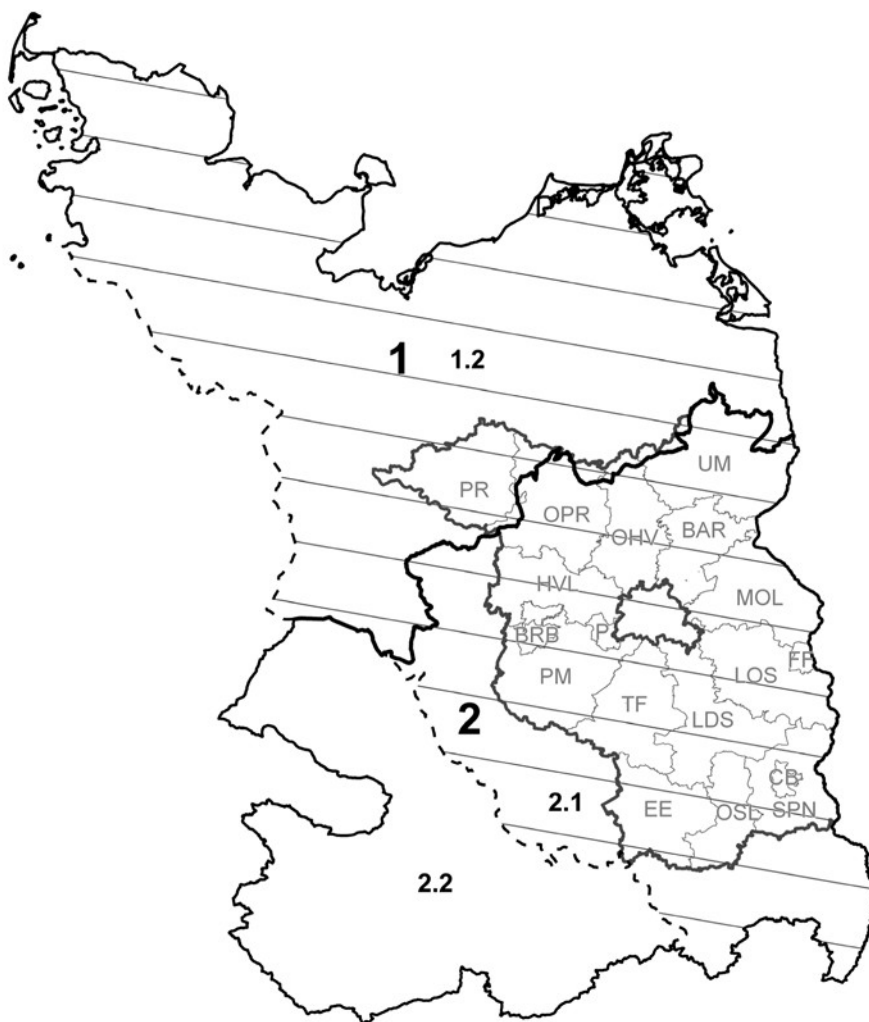 1 1.2
UM
PR
OPR
BAR
OHV
HVL
MOL
BRB
P
FF
LOS
PM
TF
LDS
2
CB
2.1
EE
OSL
SPN
2.2